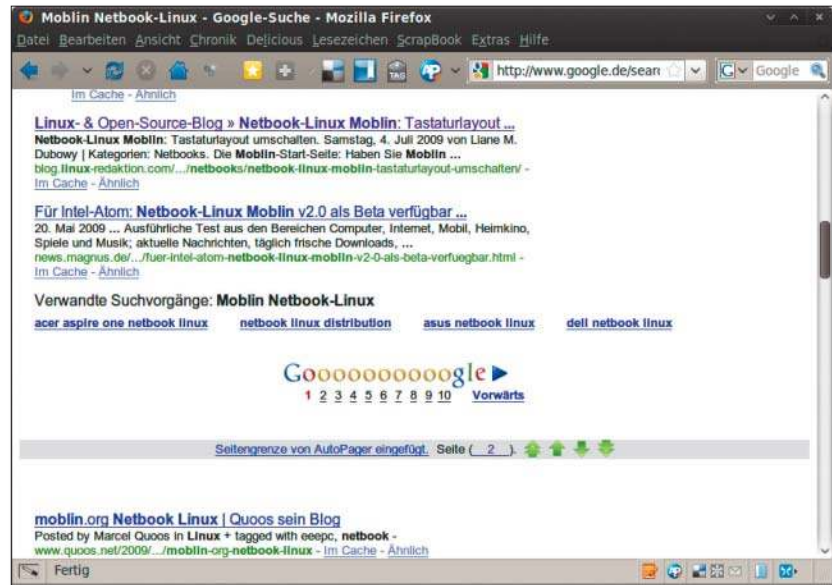 Moblin Netbook-Linux - Google-Suche - Mozilla Firefox
Datei Bearbeiten Ansicht Chronik Delicious Lesezeichen ScrapBook Extras Hilfe
TAG http://www.google.de/sear G Google
Im Cache - Ähnlich
Linux- & Open-Source-Blog » Netbook-Linux Moblin: Tastaturlayout ...
Netbook-Linux Moblin: Tastaturlayout umschalten. Samstag, 4. Juli 2009 von Liane M.
Dubowy | Kategorien: Netbooks. Die Moblin-Start-Seite: Haben Sie Moblin ...
blog.linux-redaktion.com/.../netbooks/netbook-linux-moblin-tastaturlayout-umschalten/ -
Im Cache - Ähnlich
Für Intel-Atom: Netbook-Linux Moblin v2.0 als Beta verfügbar ...
20. Mai 2009 ... Ausführliche Test aus den Bereichen Computer, Internet, Mobil, Heimkino,
Spiele und Musik; aktuelle Nachrichten, täglich frische Downloads, ...
news.magnus.de/.../fuer-intel-atom-netbook-linux-moblin-v2-0-als-beta-verfuegbar.html -
Im Cache - Ähnlich
Verwandte Suchvorgänge: Moblin Netbook-Linux
acer aspire one netbook linux netbook linux distribution asus netbook linux dell netbook linux
Goooooooooogle
1 2 3 4 5 6 7 8 9 10 Vorwärts
Seitengrenze von AutoPager eingefügt. Seite ( 2 ).
moblin.org Netbook Linux | Quoos sein Blog
Posted by Marcel Quoos in Linux + tagged with eeepc, netbook -
www.quoos.net/2009/.../moblin-org-netbook-linux - Im Cache - Ähnlich
Fertig